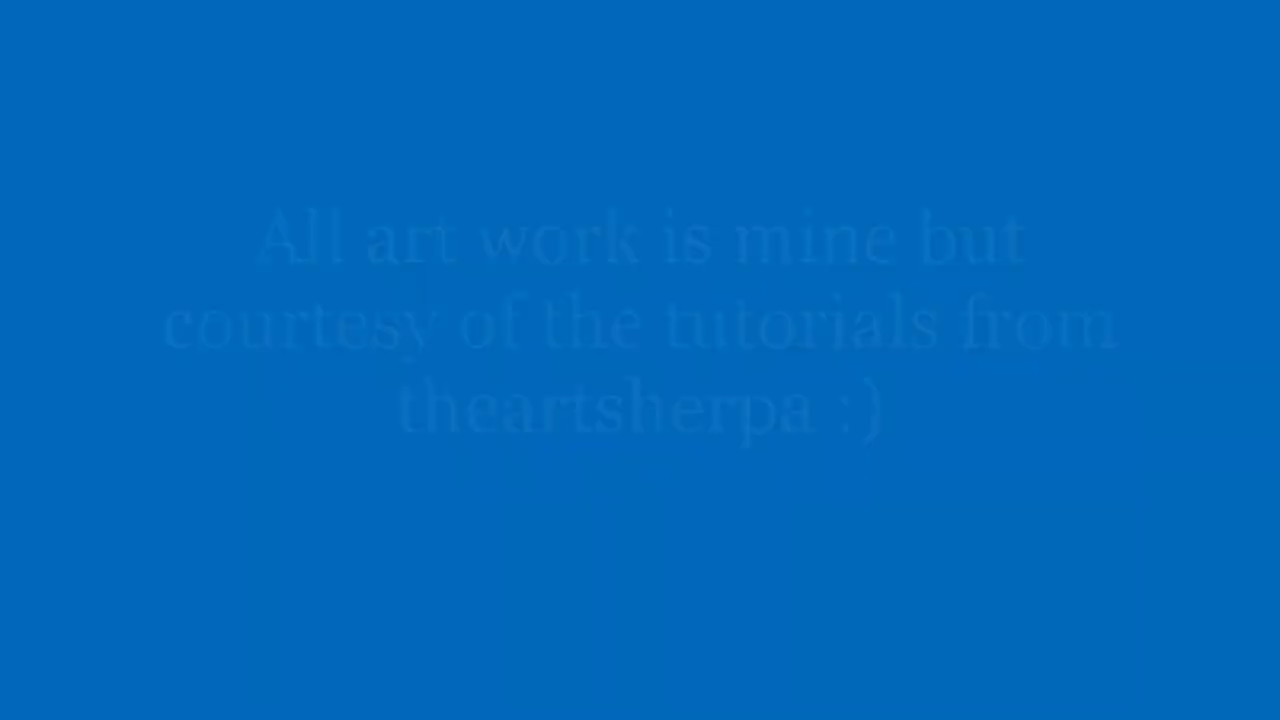 All art work is mine but
courtesy of the tutorials from
theartsherpa :)